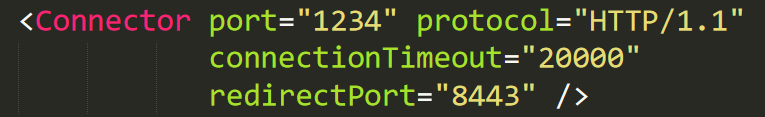 <Connector port="1234" protocol="HTTP/1.1"
connectionTimeout="20000"
redirectPort="8443" />